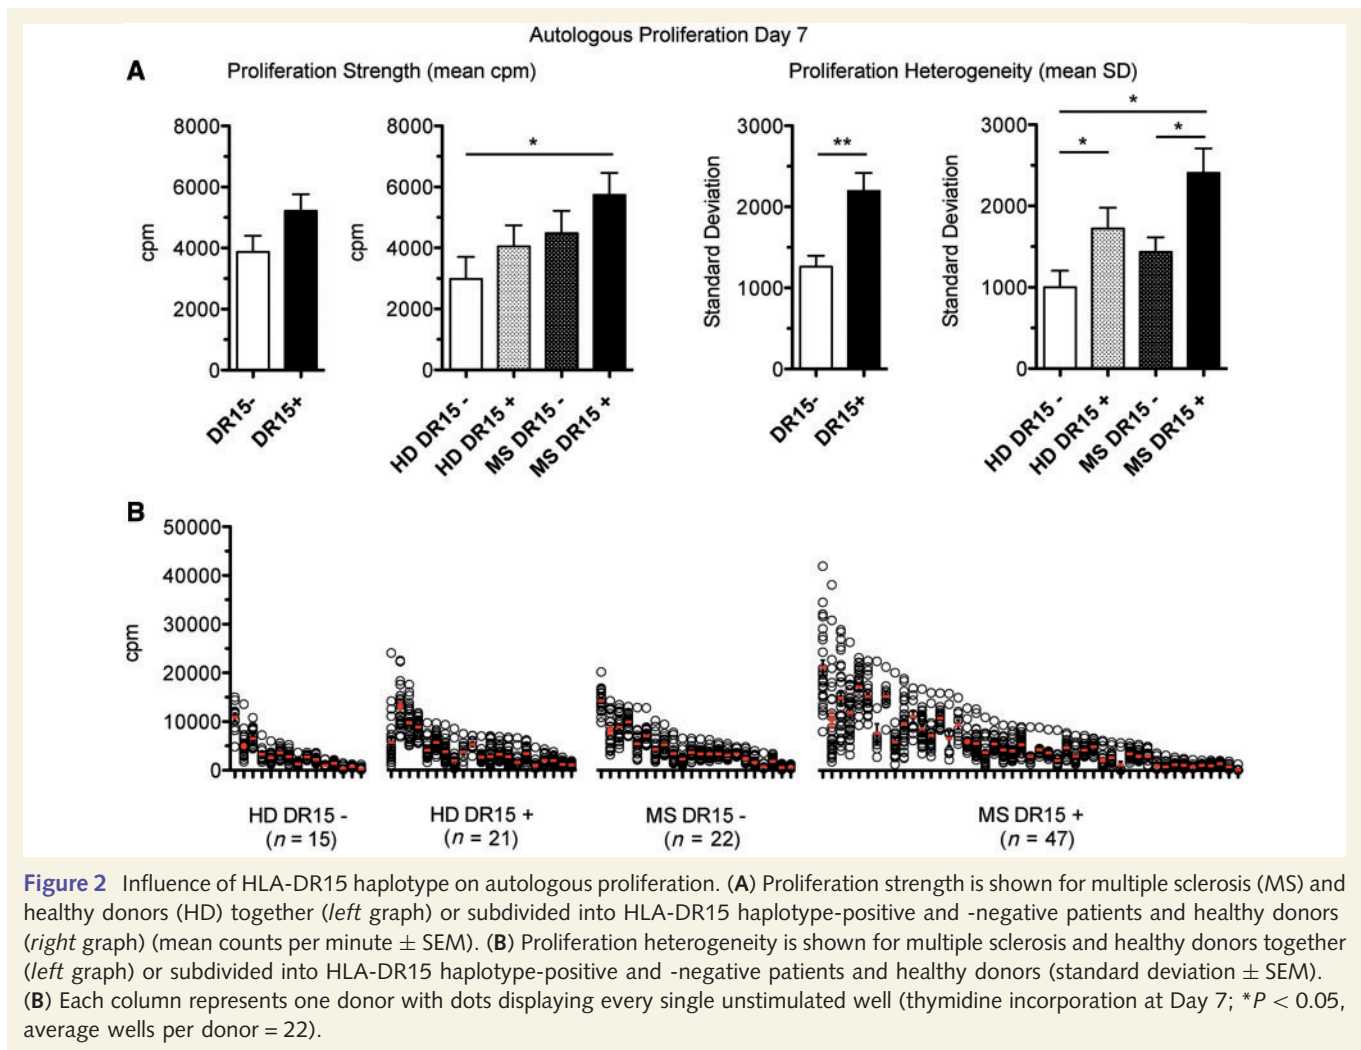 Autologous Proliferation Day 7
A
Proliferation Strength (mean cpm)
Proliferation Heterogeneity (mean SD)
8000
6000
4000
2000
0
cpm
DR15-
DR15+
8000
6000
4000
2000
0
cpm
*
HD DR15 -
HD DR15 +
MS DR15 -
MS DR15 +
3000
2000
1000
0
Standard Deviation
**
DR15-
DR15+
3000
2000
1000
0
Standard Deviation
*
*
*
HD DR15 -
HD DR15 +
MS DR15 -
MS DR15 +
B
50000
40000
30000
20000
10000
0
cpm
HD DR15 -
(n = 15)
HD DR15 +
(n = 21)
MS DR15 -
(n = 22)
MS DR15 +
(n = 47)
Figure 2 Influence of HLA-DR15 haplotype on autologous proliferation. (A) Proliferation strength is shown for multiple sclerosis (MS) and
healthy donors (HD) together (left graph) or subdivided into HLA-DR15 haplotype-positive and -negative patients and healthy donors
(right graph) (mean counts per minute ± SEM). (B) Proliferation heterogeneity is shown for multiple sclerosis and healthy donors together
(left graph) or subdivided into HLA-DR15 haplotype-positive and -negative patients and healthy donors (standard deviation ± SEM).
(B) Each column represents one donor with dots displaying every single unstimulated well (thymidine incorporation at Day 7; *P < 0.05,
average wells per donor = 22).